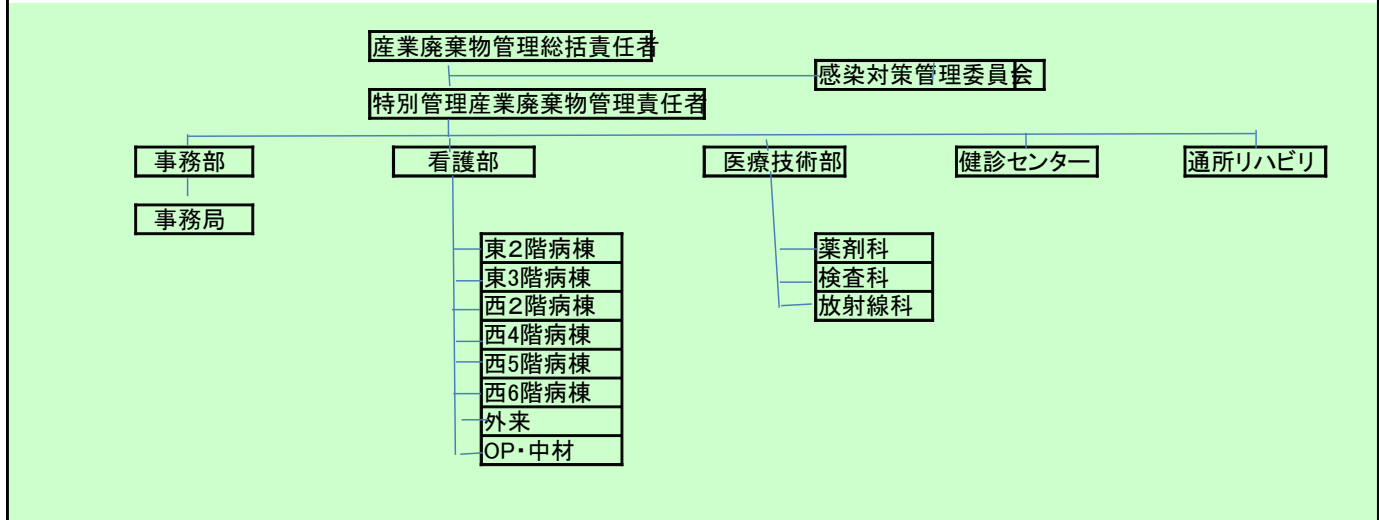 産業廃棄物管理総括責任者
感染対策管理委員会
特別管理産業廃棄物管理責任者
事務部
看護部
医療技術部
健診センター
通所リハビリ
事務局
東２階病棟
東3階病棟
西２階病棟
西4階病棟
西5階病棟
西6階病棟
外来
OP・中材
薬剤科
検査科
放射線科